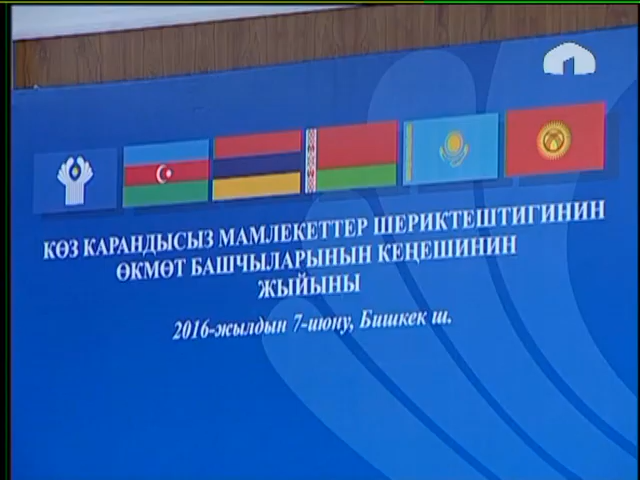 КӨЗ КАРАНДЫСЫЗ МАМЛЕКЕТТЕР ШЕРИКТЕШТИГИНИН
ӨКМӨТ БАШЧЫЛАРЫНЫН КЕҢЕШИНИН
ЖЫЙЫНЫ
2016-жылдын 7-июну, Бишкек ш.